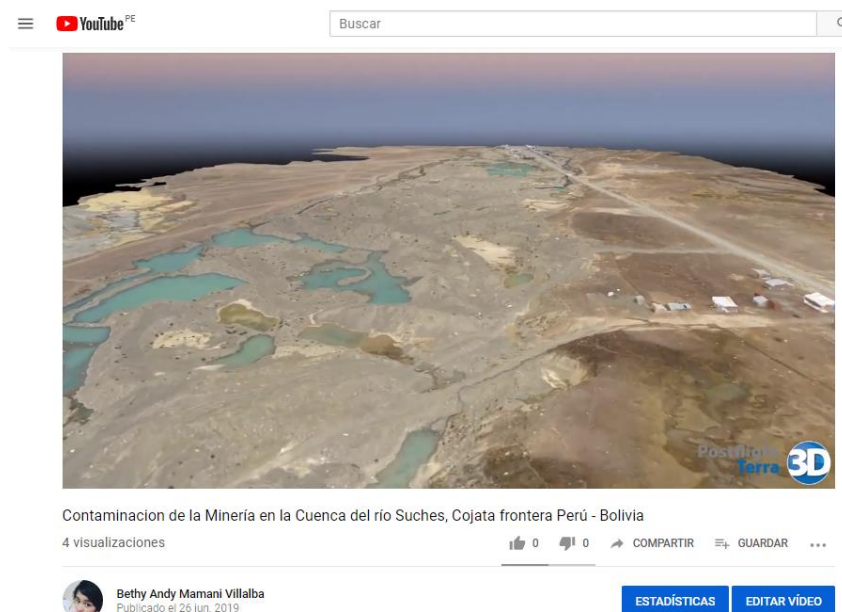 YouTube PE
Buscar
Postflight
Terra 3D
Contaminacion de la Minería en la Cuenca del río Suches, Cojata frontera Perú - Bolivia
4 visualizaciones
0 0 COMPARTIR GUARDAR ...
Bethy Andy Mamani Villalba
Publicado el 26 jun. 2019
ESTADÍSTICAS EDITAR VÍDEO